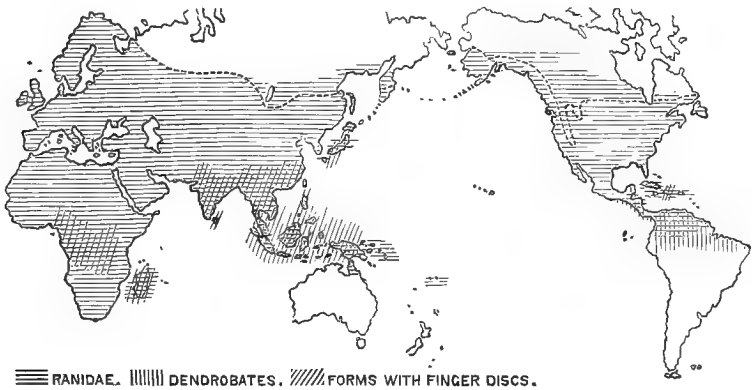 RANIDAE. DENDROBATES. FORMS WITH FINGER DISCS.